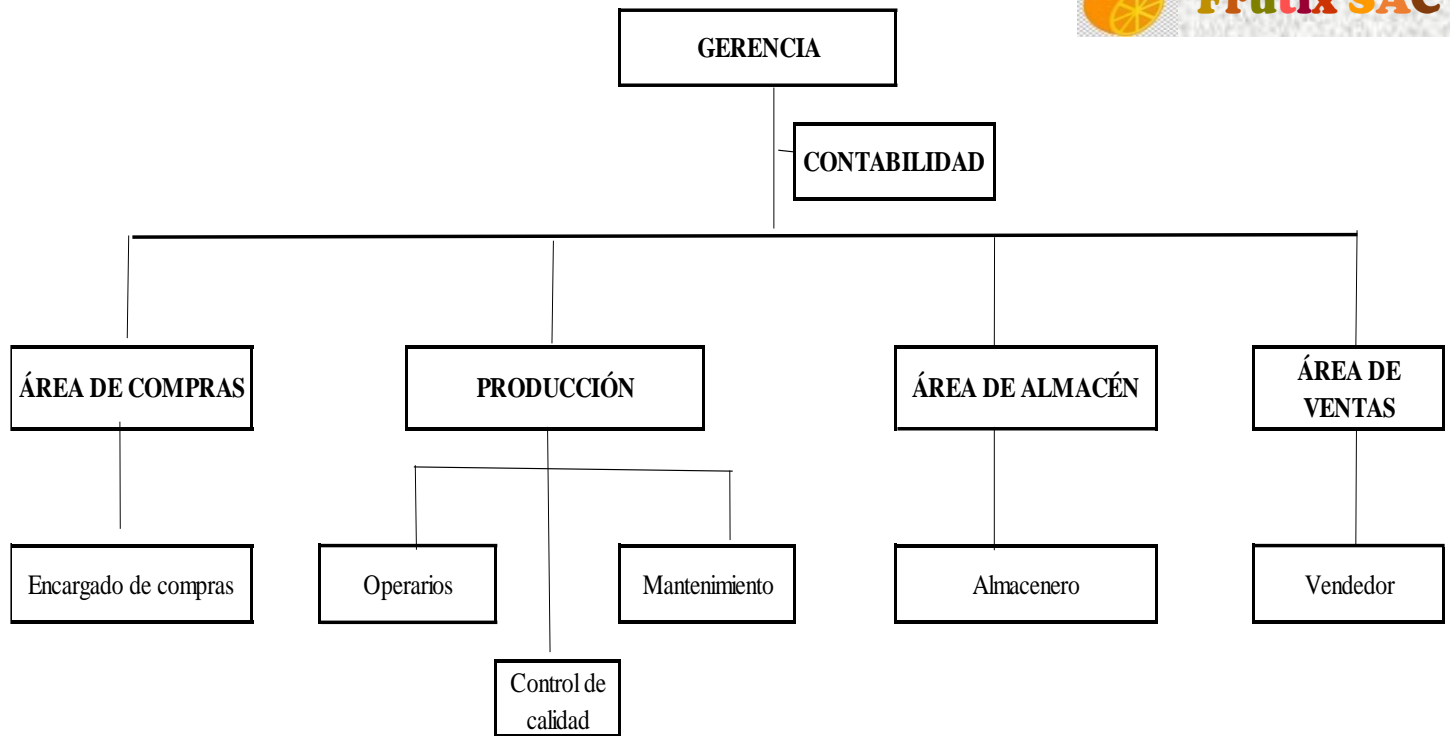 Frutix SAC
GERENCIA
CONTABILIDAD
ÁREA DE COMPRAS
PRODUCCIÓN
ÁREA DE ALMACÉN
ÁREA DE
VENTAS
Encargado de compras
Operarios
Mantenimiento
Almacenero
Vendedor
Control de
calidad